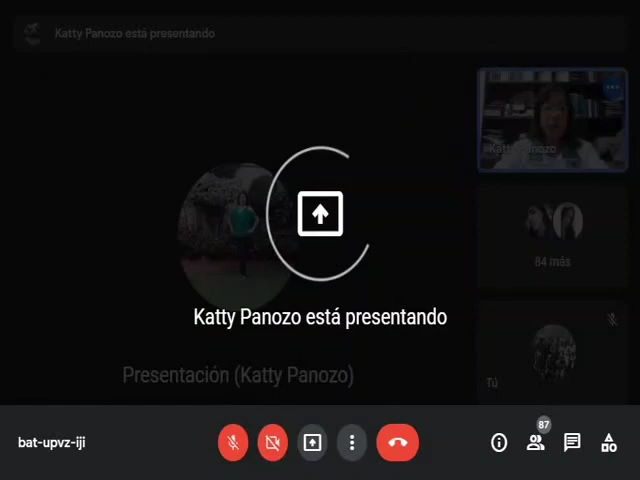 Katty Panozo está presentando
Katty Panozo
84 más
Katty Panozo está presentando
Presentación (Katty Panozo)
Tú
bat-upvz-iji
87